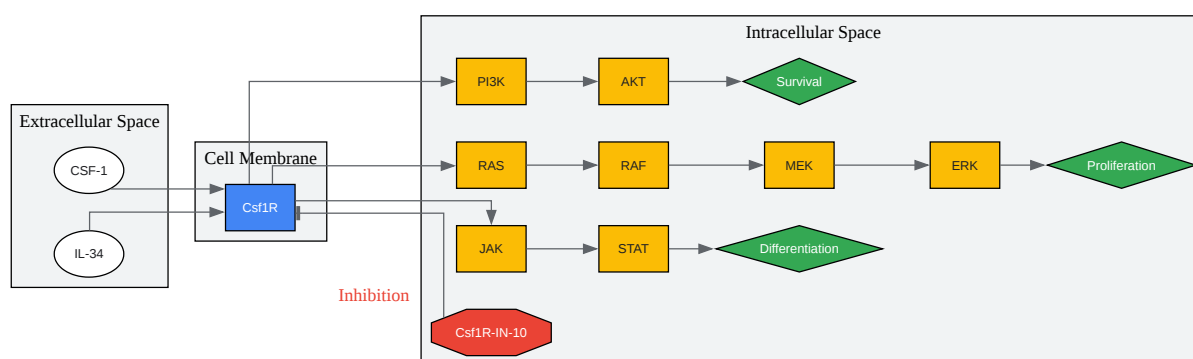 Intracellular Space
PI3K
AKT
Survival
Extracellular Space
CSF-1
Cell Membrane
RAS
RAF
MEK
ERK
Proliferation
Csf1R
IL-34
JAK
STAT
Differentiation
Inhibition
Csf1R-IN-10